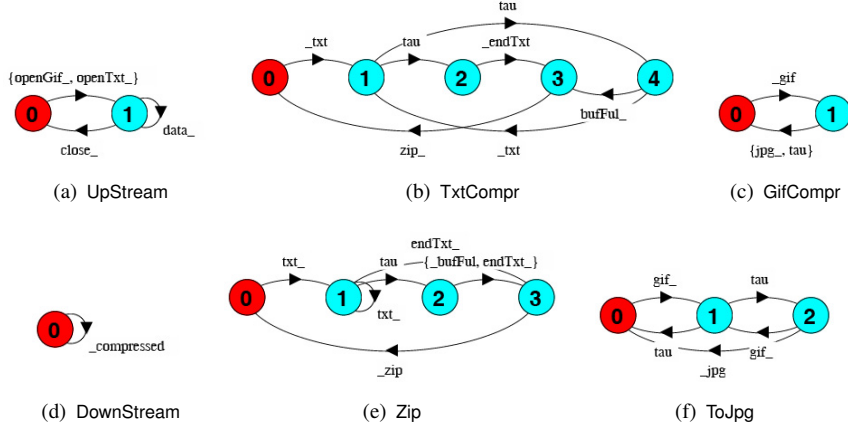 {openGif_, openTxt_}
0
1
data_
close_
(a) UpStream
tau
_txt
tau
_endTxt
0
1
2
3
4
bufFul_
zip_
_txt
(b) TxtCompr
_gif
0
1
{jpg_, tau}
(c) GifCompr
0
_compressed
(d) DownStream
endTxt_
txt_
tau
{_bufFul, endTxt_}
0
1
2
3
txt_
_zip
(e) Zip
gif_
tau
0
1
2
tau
gif_
_jpg
(f) ToJpg